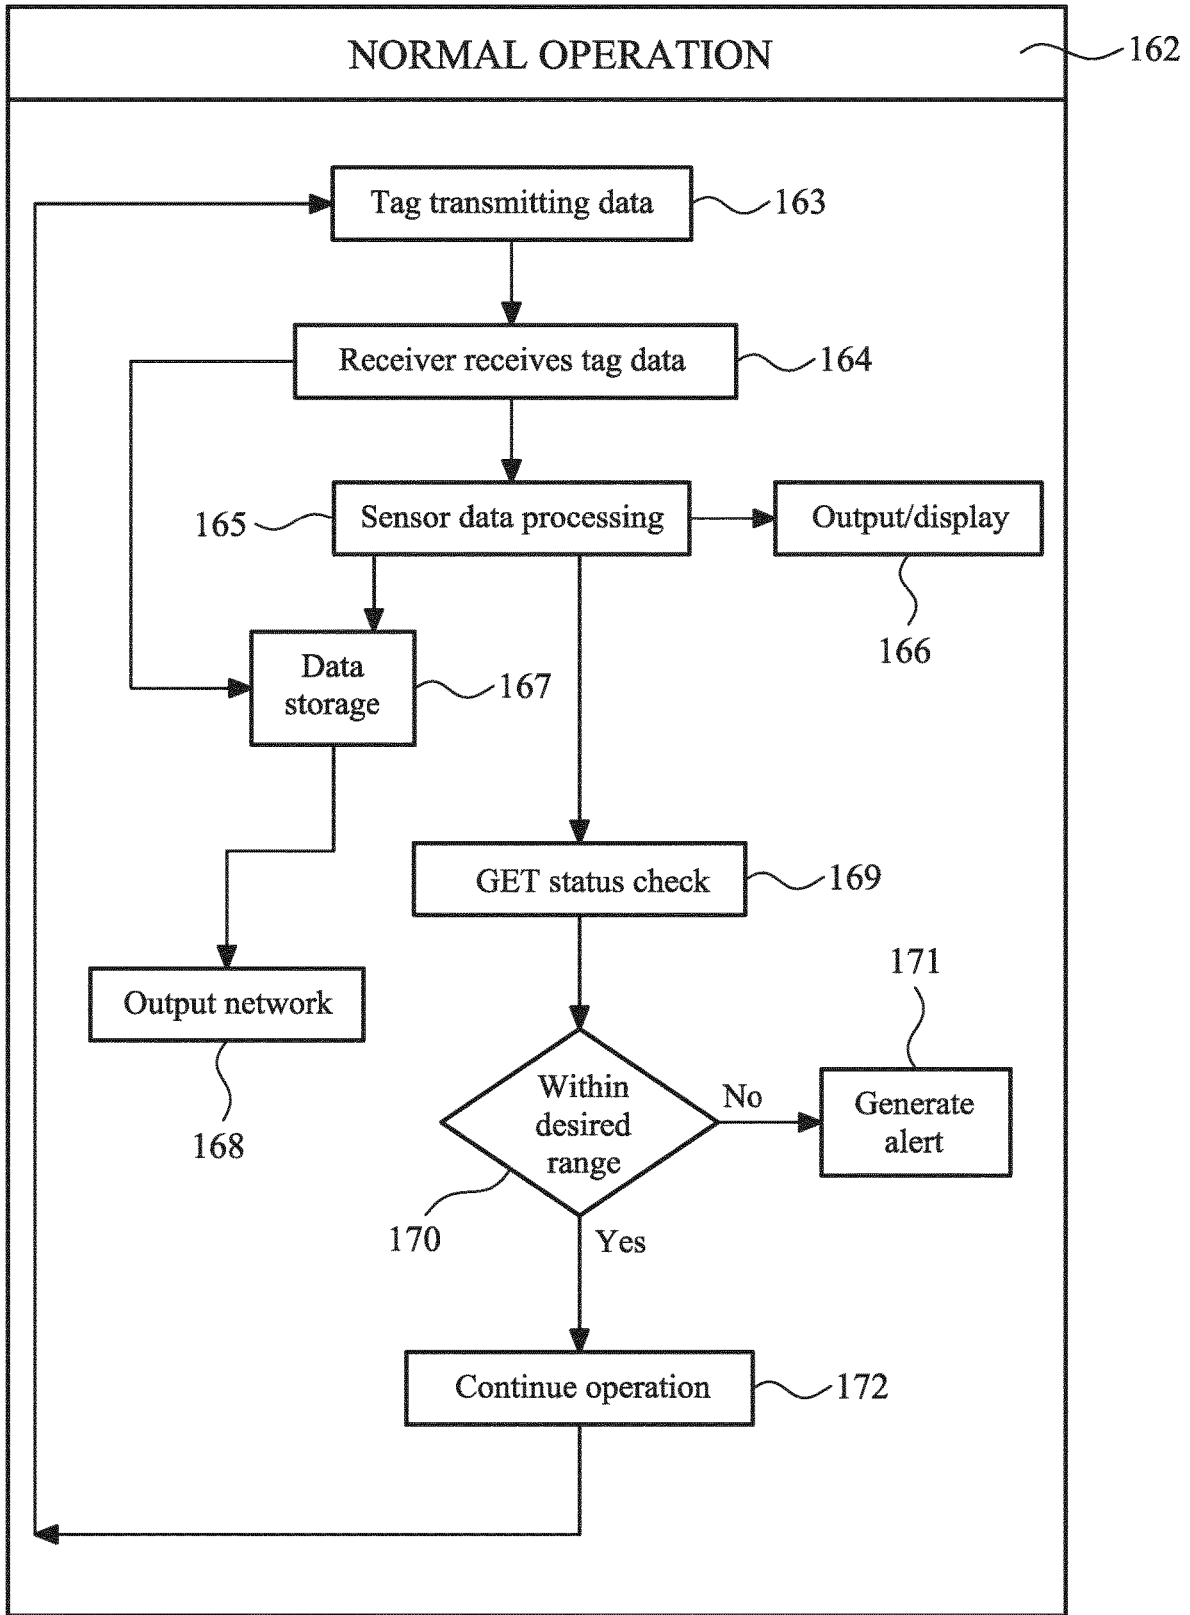 NORMAL OPERATION
162
Tag transmitting data
163
Receiver receives tag data
164
165
Sensor data processing
Output/display
166
Data
storage
167
GET status check
169
Output network
168
171
Within
desired
range
No
Generate
alert
170
Yes
Continue operation
172